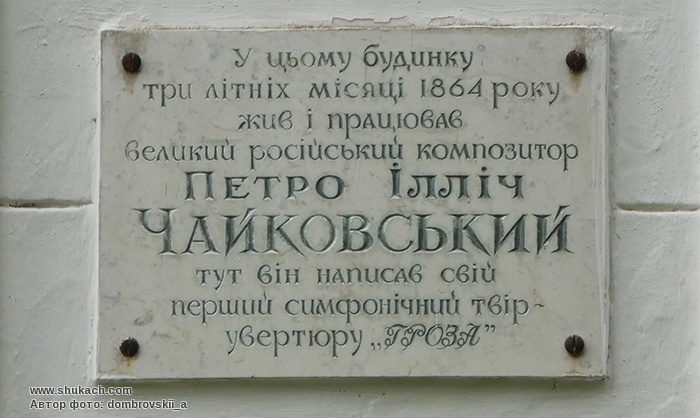 У цьому будинку
три літніх місяці 1864 року
жив і працював
великий російський композитор
Петро Ілліч
Чайковський
тут він написав свій
перший симфонічний твір-
увертюру „ГРОЗА”
www.shukach.com
Автор фото: dombrovskii_a